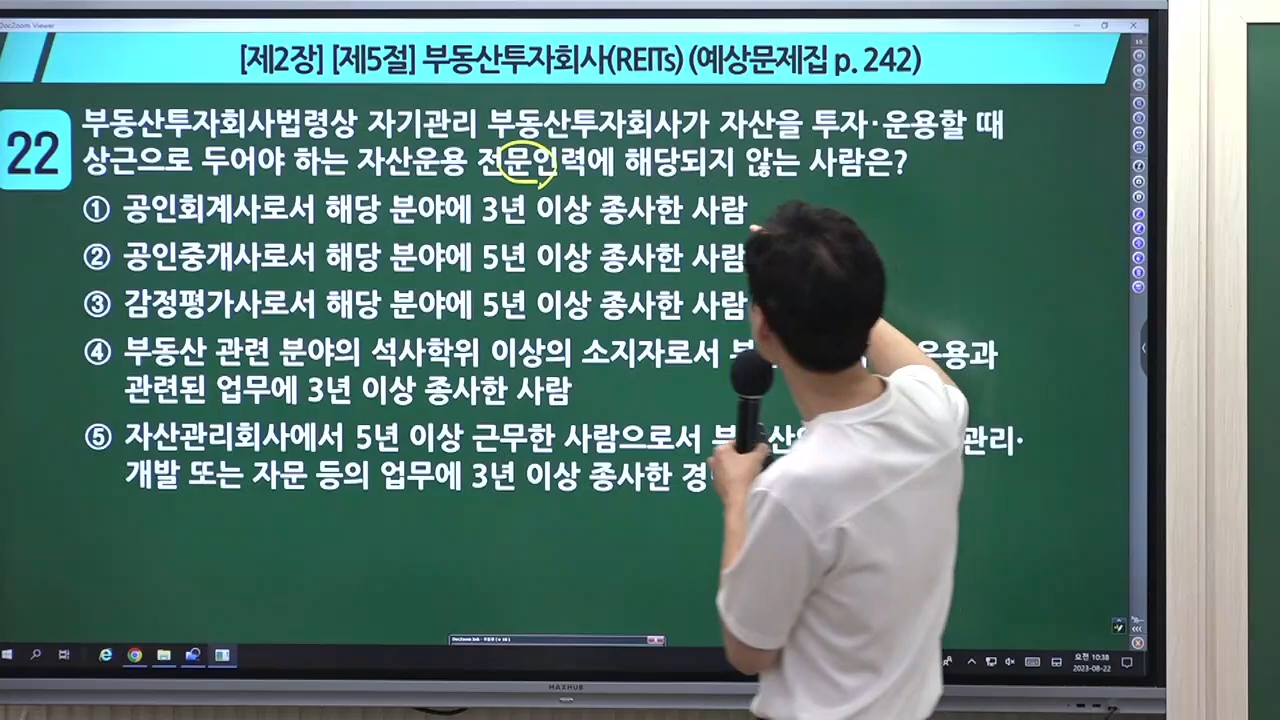 DocZoom Viewer
[제2장] [제5절] 부동산투자회사(REITs) (예상문제집 p. 242)
22
부동산투자회사법령상 자기관리 부동산투자회사가 자산을 투자·운용할 때
상근으로 두어야 하는 자산운용 전문인력에 해당되지 않는 사람은?
① 공인회계사로서 해당 분야에 3년 이상 종사한 사람
② 공인중개사로서 해당 분야에 5년 이상 종사한 사람
③ 감정평가사로서 해당 분야에 5년 이상 종사한 사람
④ 부동산 관련 분야의 석사학위 이상의 소지자로서 운용과
관련된 업무에 3년 이상 종사한 사람
⑤ 자산관리회사에서 5년 이상 근무한 사람으로서 관리·
개발 또는 자문 등의 업무에 3년 이상 종사한
오전 10:38
2023-08-22
MAXHUB